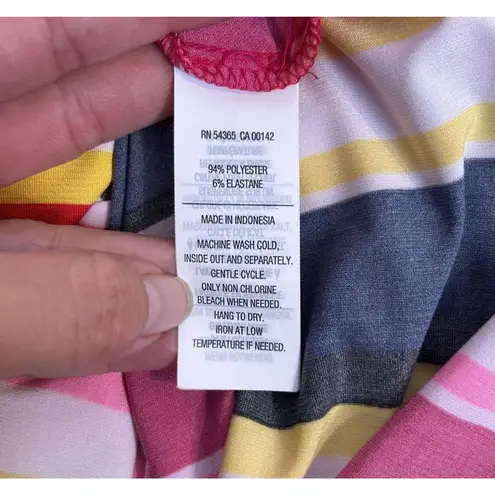 RN 54365 CA 00142
94% POLYESTER
6% ELASTANE
MADE IN INDONESIA
MACHINE WASH COLD,
INSIDE OUT AND SEPARATELY.
GENTLE CYCLE.
ONLY NON CHLORINE
BLEACH WHEN NEEDED.
HANG TO DRY.
IRON AT LOW
TEMPERATURE IF NEEDED.